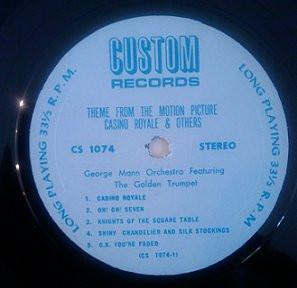 CUSTOM
RECORDS
THEME FROM THE MOTION PICTURE
CASINO ROYALE & OTHERS
CS 1074
STEREO
George Mann Orchestra Featuring
The Golden Trumpet
1. CASINO ROYALE
2. OH! OH! SEVEN
3. KNIGHTS OF THE SQUARE TABLE
4. SHINY CHANDELIER AND SILK STOCKINGS
5. O.K. YOU'RE FADED
(CS 1074-1)
LONG PLAYING 33⅓ R.P.M.
LONG PLAYING 33⅓ R.P.M